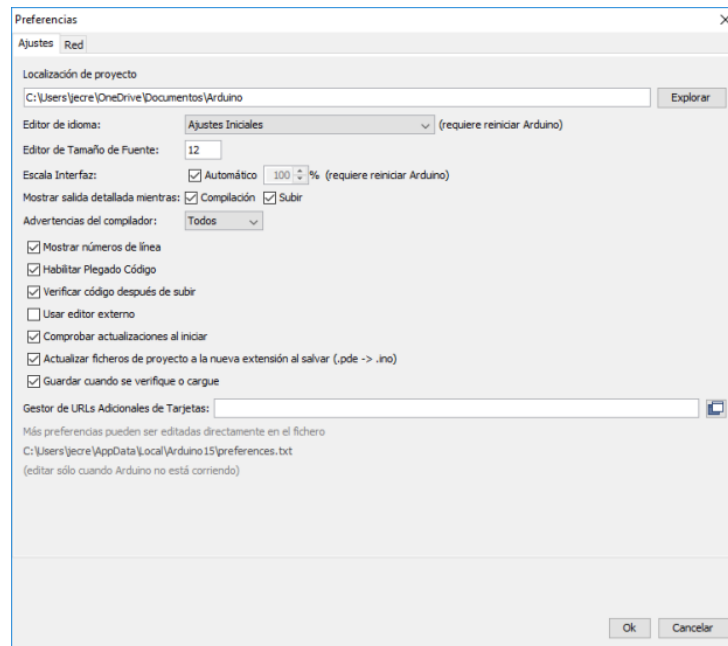 Preferencias
Ajustes Red
Localización de proyecto
C:\Users\jecre\OneDrive\Documentos\Arduino Explorar
Editor de idioma: Ajustes Iniciales (requiere reiniciar Arduino)
Editor de Tamaño de Fuente: 12
Escala Interfaz: Automático 100 % (requiere reiniciar Arduino)
Mostrar salida detallada mientras: Compilación Subir
Advertencias del compilador: Todos
Mostrar números de línea
Habilitar Plegado Código
Verificar código después de subir
Usar editor externo
Comprobar actualizaciones al iniciar
Actualizar ficheros de proyecto a la nueva extensión al salvar (.pde -> .ino)
Guardar cuando se verifique o cargue
Gestor de URLs Adicionales de Tarjetas:
Más preferencias pueden ser editadas directamente en el fichero
C:\Users\jecre\AppData\Local\Arduino15\preferences.txt
(editar sólo cuando Arduino no está corriendo)
Ok Cancelar